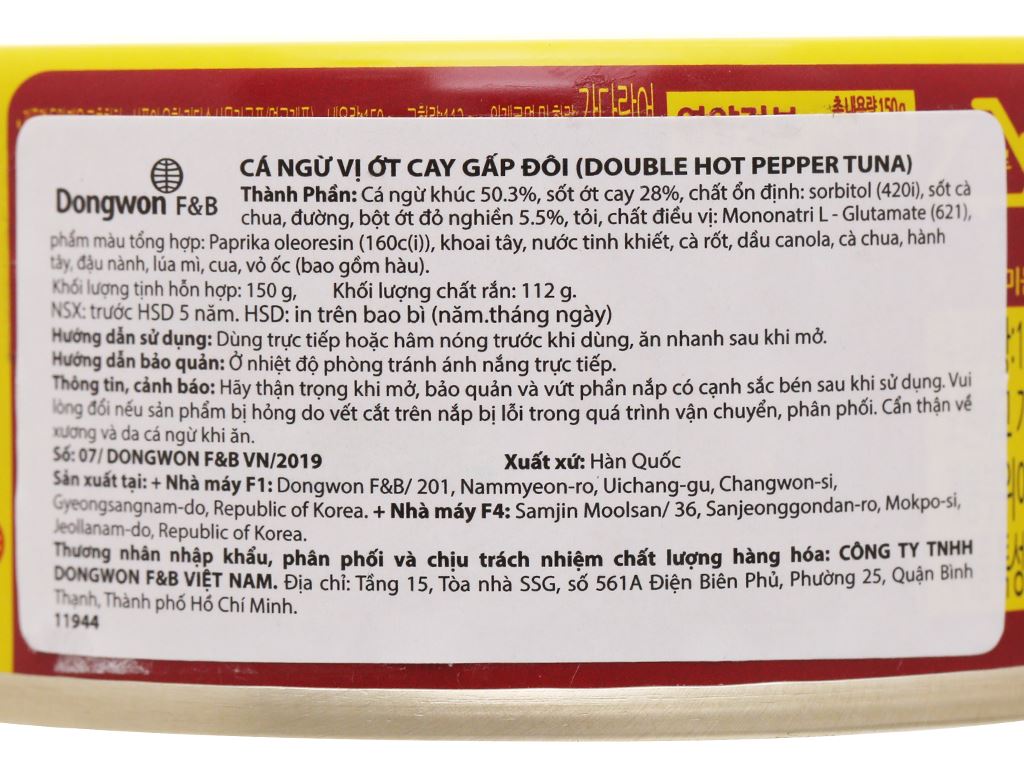 총내용량150g
CÁ NGỪ VỊ ỚT CAY GẤP ĐÔI (DOUBLE HOT PEPPER TUNA)
Dongwon F&B
Thành Phần: Cá ngừ khúc 50.3%, sốt ớt cay 28%, chất ổn định: sorbitol (420i), sốt cà
chua, đường, bột ớt đỏ nghiền 5.5%, tỏi, chất điều vị: Mononatri L - Glutamate (621),
phẩm màu tổng hợp: Paprika oleoresin (160c(i)), khoai tây, nước tinh khiết, cà rốt, dầu canola, cà chua, hành
tây, đậu nành, lúa mì, cua, vỏ ốc (bao gồm hàu).
Khối lượng tịnh hỗn hợp: 150 g, Khối lượng chất rắn: 112 g.
NSX: trước HSD 5 năm. HSD: in trên bao bì (năm.tháng ngày)
Hướng dẫn sử dụng: Dùng trực tiếp hoặc hâm nóng trước khi dùng, ăn nhanh sau khi mở.
Hướng dẫn bảo quản: Ở nhiệt độ phòng tránh ánh nắng trực tiếp.
Thông tin, cảnh báo: Hãy thận trọng khi mở, bảo quản và vứt phần nắp có cạnh sắc bén sau khi sử dụng. Vui
lòng đổi nếu sản phẩm bị hỏng do vết cắt trên nắp bị lỗi trong quá trình vận chuyển, phân phối. Cẩn thận về
xương và da cá ngừ khi ăn.
Số: 07/ DONGWON F&B VN/2019 Xuất xứ: Hàn Quốc
Sản xuất tại: + Nhà máy F1: Dongwon F&B/ 201, Nammyeon-ro, Uichang-gu, Changwon-si,
Gyeongsangnam-do, Republic of Korea. + Nhà máy F4: Samjin Moolsan/ 36, Sanjeonggondan-ro, Mokpo-si,
Jeollanam-do, Republic of Korea.
Thương nhân nhập khẩu, phân phối và chịu trách nhiệm chất lượng hàng hóa: CÔNG TY TNHH
DONGWON F&B VIỆT NAM. Địa chỉ: Tầng 15, Tòa nhà SSG, số 561A Điện Biên Phủ, Phường 25, Quận Bình
Thạnh, Thành phố Hồ Chí Minh.
11944